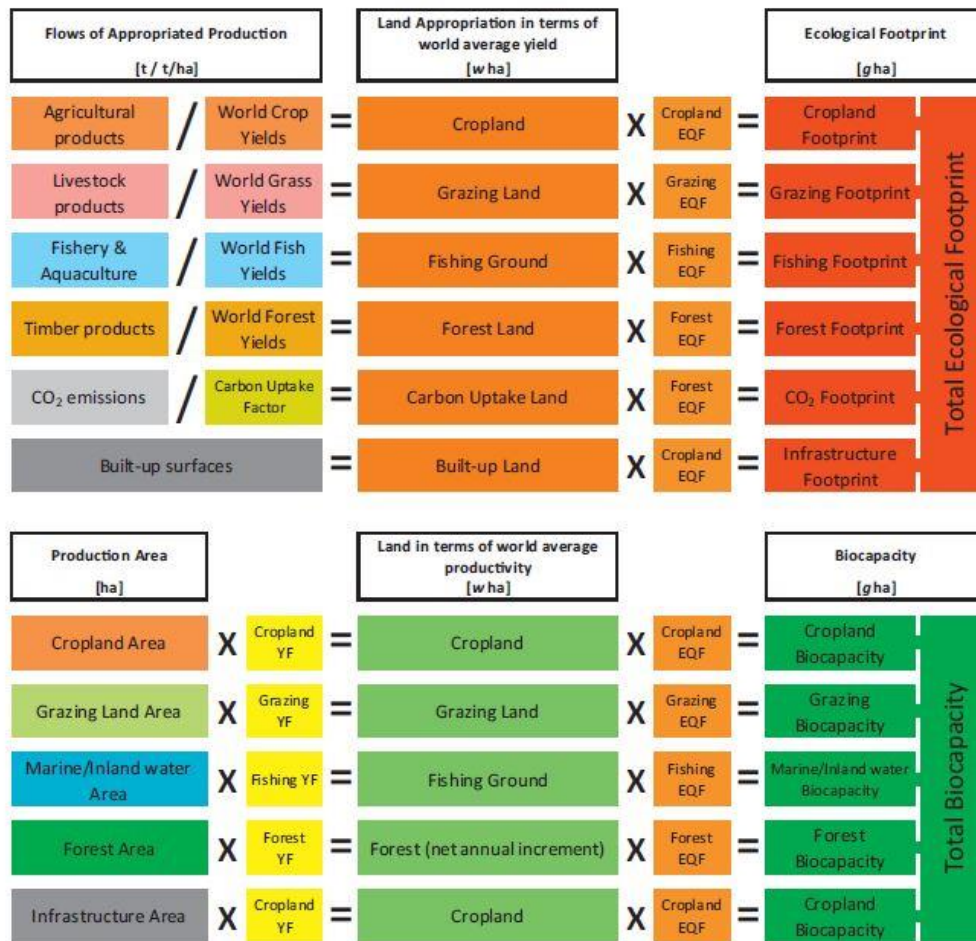 Flows of Appropriated Production
[t / t/ha]
Land Appropriation in terms of
world average yield
[w ha]
Ecological Footprint
[g ha]
Agricultural
products
/
World Crop
Yields
=
Cropland
X
Cropland
EQF
=
Cropland
Footprint
Livestock
products
/
World Grass
Yields
=
Grazing Land
X
Grazing
EQF
=
Grazing Footprint
Fishery &
Aquaculture
/
World Fish
Yields
=
Fishing Ground
X
Fishing
EQF
=
Fishing Footprint
Timber products
/
World Forest
Yields
=
Forest Land
X
Forest
EQF
=
Forest Footprint
CO₂ emissions
/
Carbon Uptake
Factor
=
Carbon Uptake Land
X
Forest
EQF
=
CO₂ Footprint
Built-up surfaces
=
Built-up Land
X
Cropland
EQF
=
Infrastructure
Footprint
Total Ecological Footprint
Production Area
[ha]
Land in terms of world average
productivity
[w ha]
Biocapacity
[g ha]
Cropland Area
X
Cropland
YF
=
Cropland
X
Cropland
EQF
=
Cropland
Biocapacity
Grazing Land Area
X
Grazing
YF
=
Grazing Land
X
Grazing
EQF
=
Grazing
Biocapacity
Marine/Inland water
Area
X
Fishing YF
=
Fishing Ground
X
Fishing
EQF
=
Marine/Inland water
Biocapacity
Forest Area
X
Forest
YF
=
Forest (net annual increment)
X
Forest
EQF
=
Forest
Biocapacity
Infrastructure Area
X
Cropland
YF
=
Cropland
X
Cropland
EQF
=
Cropland
Biocapacity
Total Biocapacity